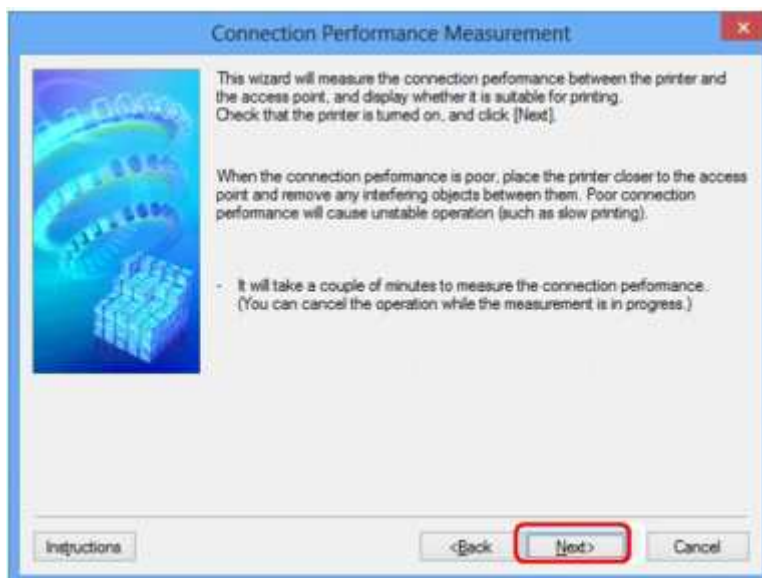 Connection Performance Measurement
This wizard will measure the connection performance between the printer and
the access point, and display whether it is suitable for printing.
Check that the printer is turned on, and click [Next].
When the connection performance is poor, place the printer closer to the access
point and remove any interfering objects between them. Poor connection
performance will cause unstable operation (such as slow printing).
- It will take a couple of minutes to measure the connection performance.
(You can cancel the operation while the measurement is in progress.)
Instructions
<Back
Next>
Cancel